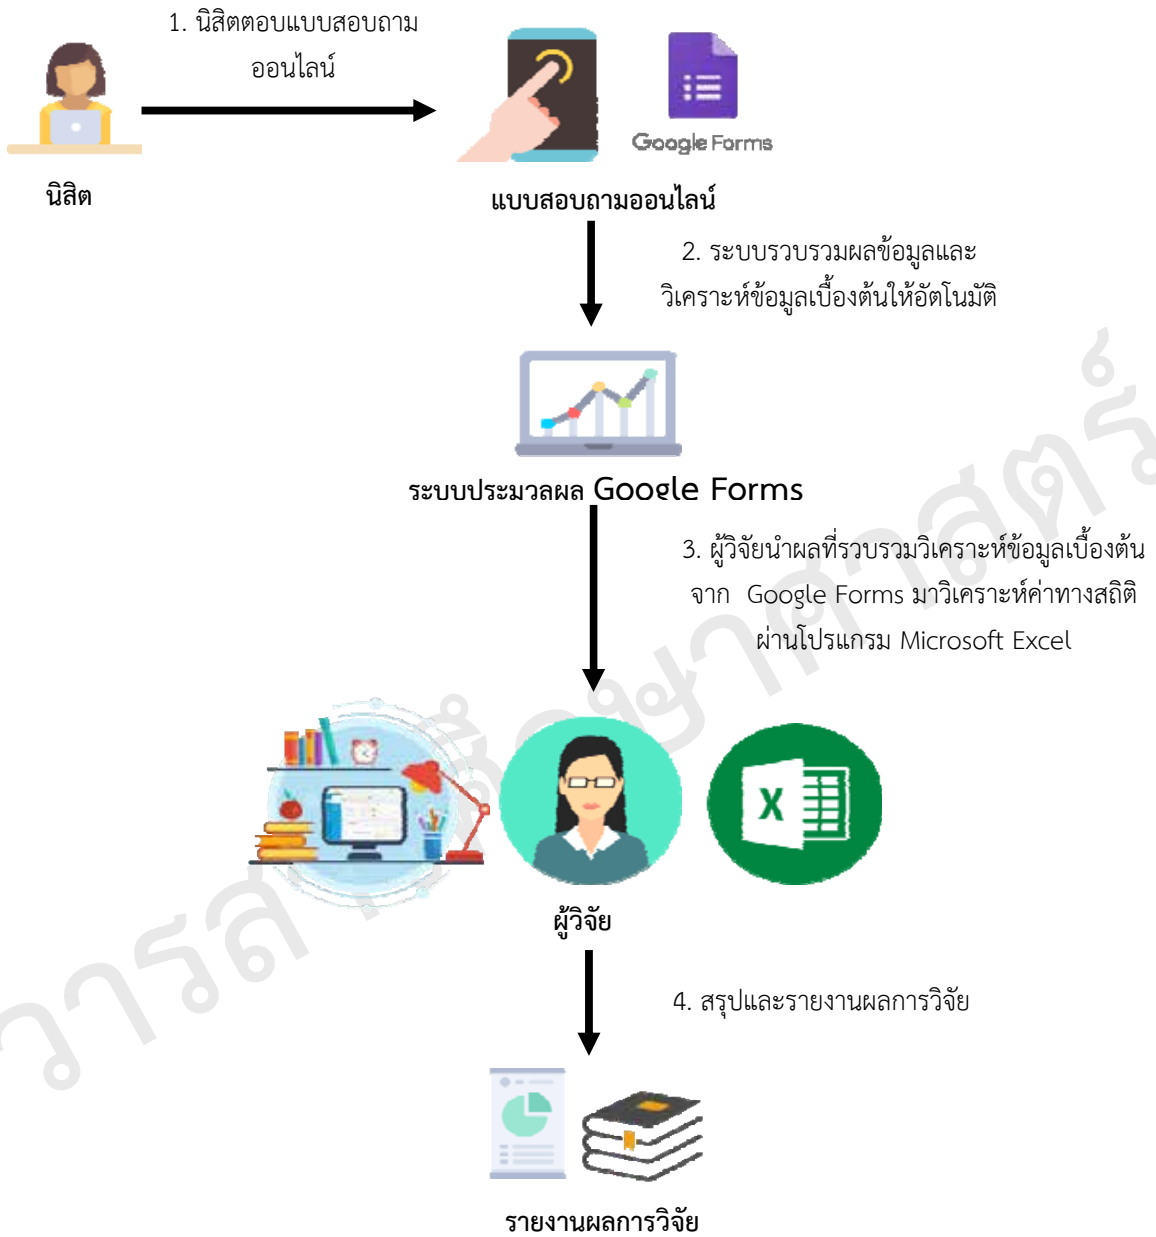 1. นิสิตตอบแบบสอบถาม
ออนไลน์
Google Forms
นิสิต
แบบสอบถามออนไลน์
2. ระบบรวบรวมผลข้อมูลและ
วิเคราะห์ข้อมูลเบื้องต้นให้อัตโนมัติ
ระบบประมวลผล Google Forms
3. ผู้วิจัยนำผลที่รวบรวมวิเคราะห์ข้อมูลเบื้องต้น
จาก Google Forms มาวิเคราะห์ค่าทางสถิติ
ผ่านโปรแกรม Microsoft Excel
X
ผู้วิจัย
4. สรุปและรายงานผลการวิจัย
รายงานผลการวิจัย